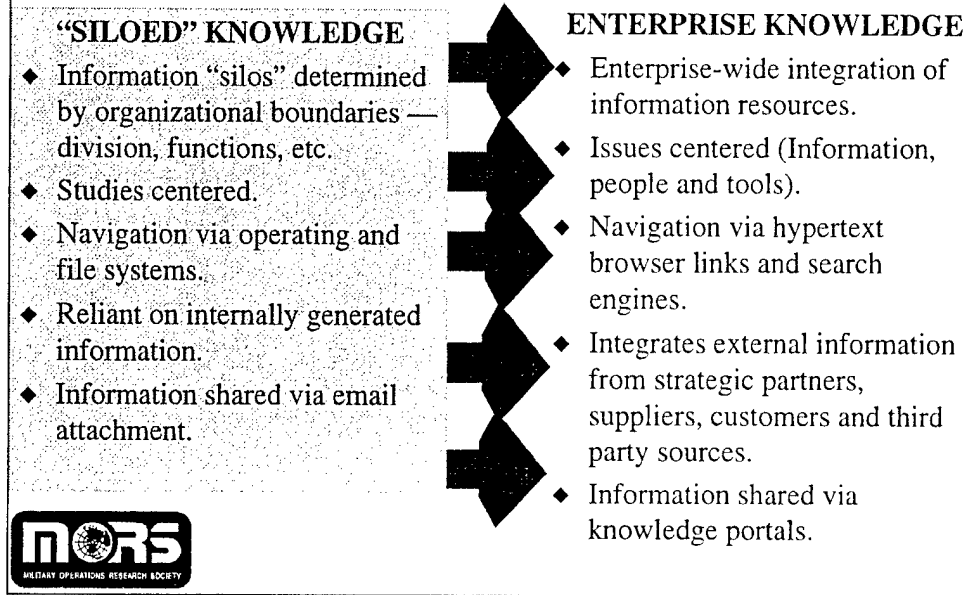 “SILOED” KNOWLEDGE
◆ Information “silos” determined
by organizational boundaries —
division, functions, etc.
◆ Studies centered.
◆ Navigation via operating and
file systems.
◆ Reliant on internally generated
information.
◆ Information shared via email
attachment.
ENTERPRISE KNOWLEDGE
◆ Enterprise-wide integration of
information resources.
◆ Issues centered (Information,
people and tools).
◆ Navigation via hypertext
browser links and search
engines.
◆ Integrates external information
from strategic partners,
suppliers, customers and third
party sources.
◆ Information shared via
knowledge portals.
MORS
MILITARY OPERATIONS RESEARCH SOCIETY